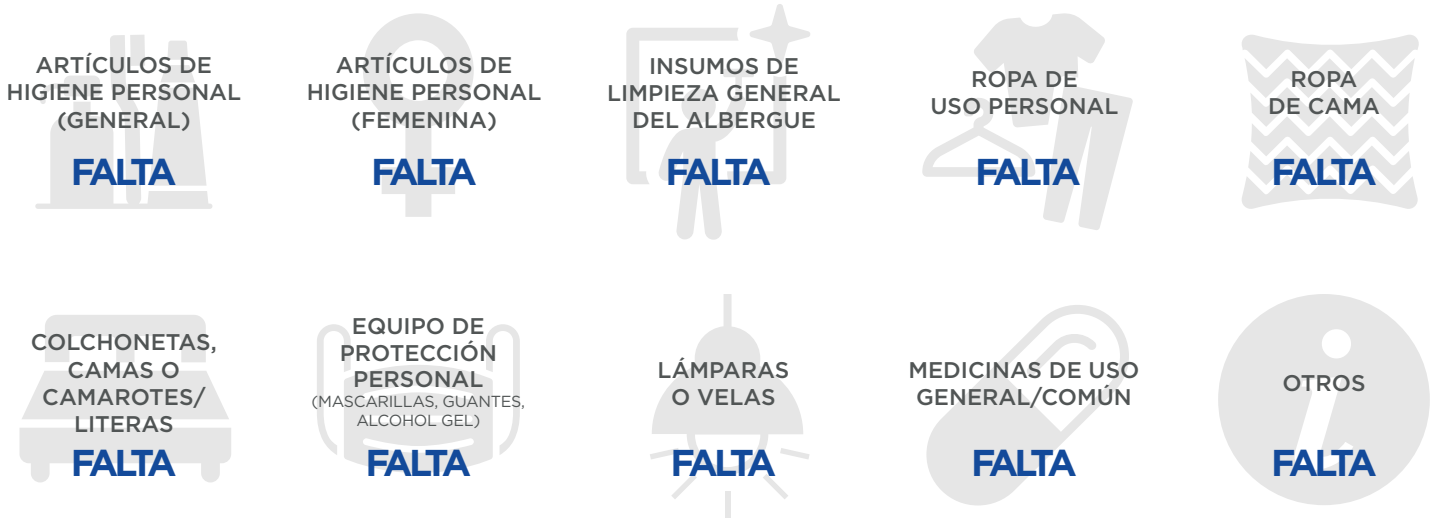 ARTÍCULOS DE
HIGIENE PERSONAL
(GENERAL)
FALTA
ARTÍCULOS DE
HIGIENE PERSONAL
(FEMENINA)
FALTA
INSUMOS DE
LIMPIEZA GENERAL
DEL ALBERGUE
FALTA
ROPA DE
USO PERSONAL
FALTA
ROPA
DE CAMA
FALTA
COLCHONETAS,
CAMAS O
CAMAROTES/
LITERAS
FALTA
EQUIPO DE
PROTECCIÓN
PERSONAL
(MASCARILLAS, GUANTES,
ALCOHOL GEL)
FALTA
LÁMPARAS
O VELAS
FALTA
MEDICINAS DE USO
GENERAL/COMÚN
FALTA
OTROS
FALTA